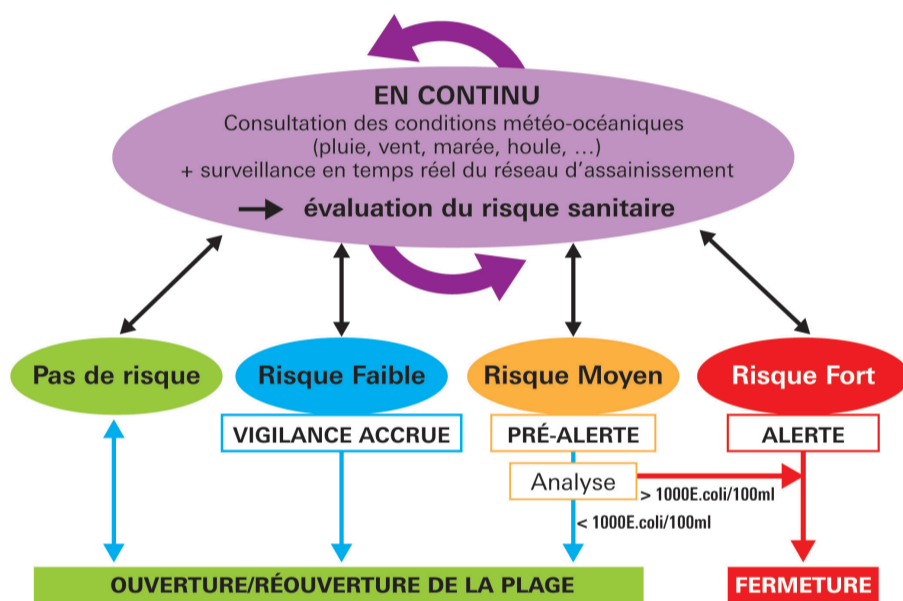 EN CONTINU
Consultation des conditions météo-océaniques
(pluie, vent, marée, houle, ...)
+ surveillance en temps réel du réseau d'assainissement
→ évaluation du risque sanitaire
Pas de risque
Risque Faible
Risque Moyen
Risque Fort
VIGILANCE ACCRUE
PRÉ-ALERTE
ALERTE
Analyse
> 1000E.coli/100ml
< 1000E.coli/100ml
OUVERTURE/RÉOUVERTURE DE LA PLAGE
FERMETURE